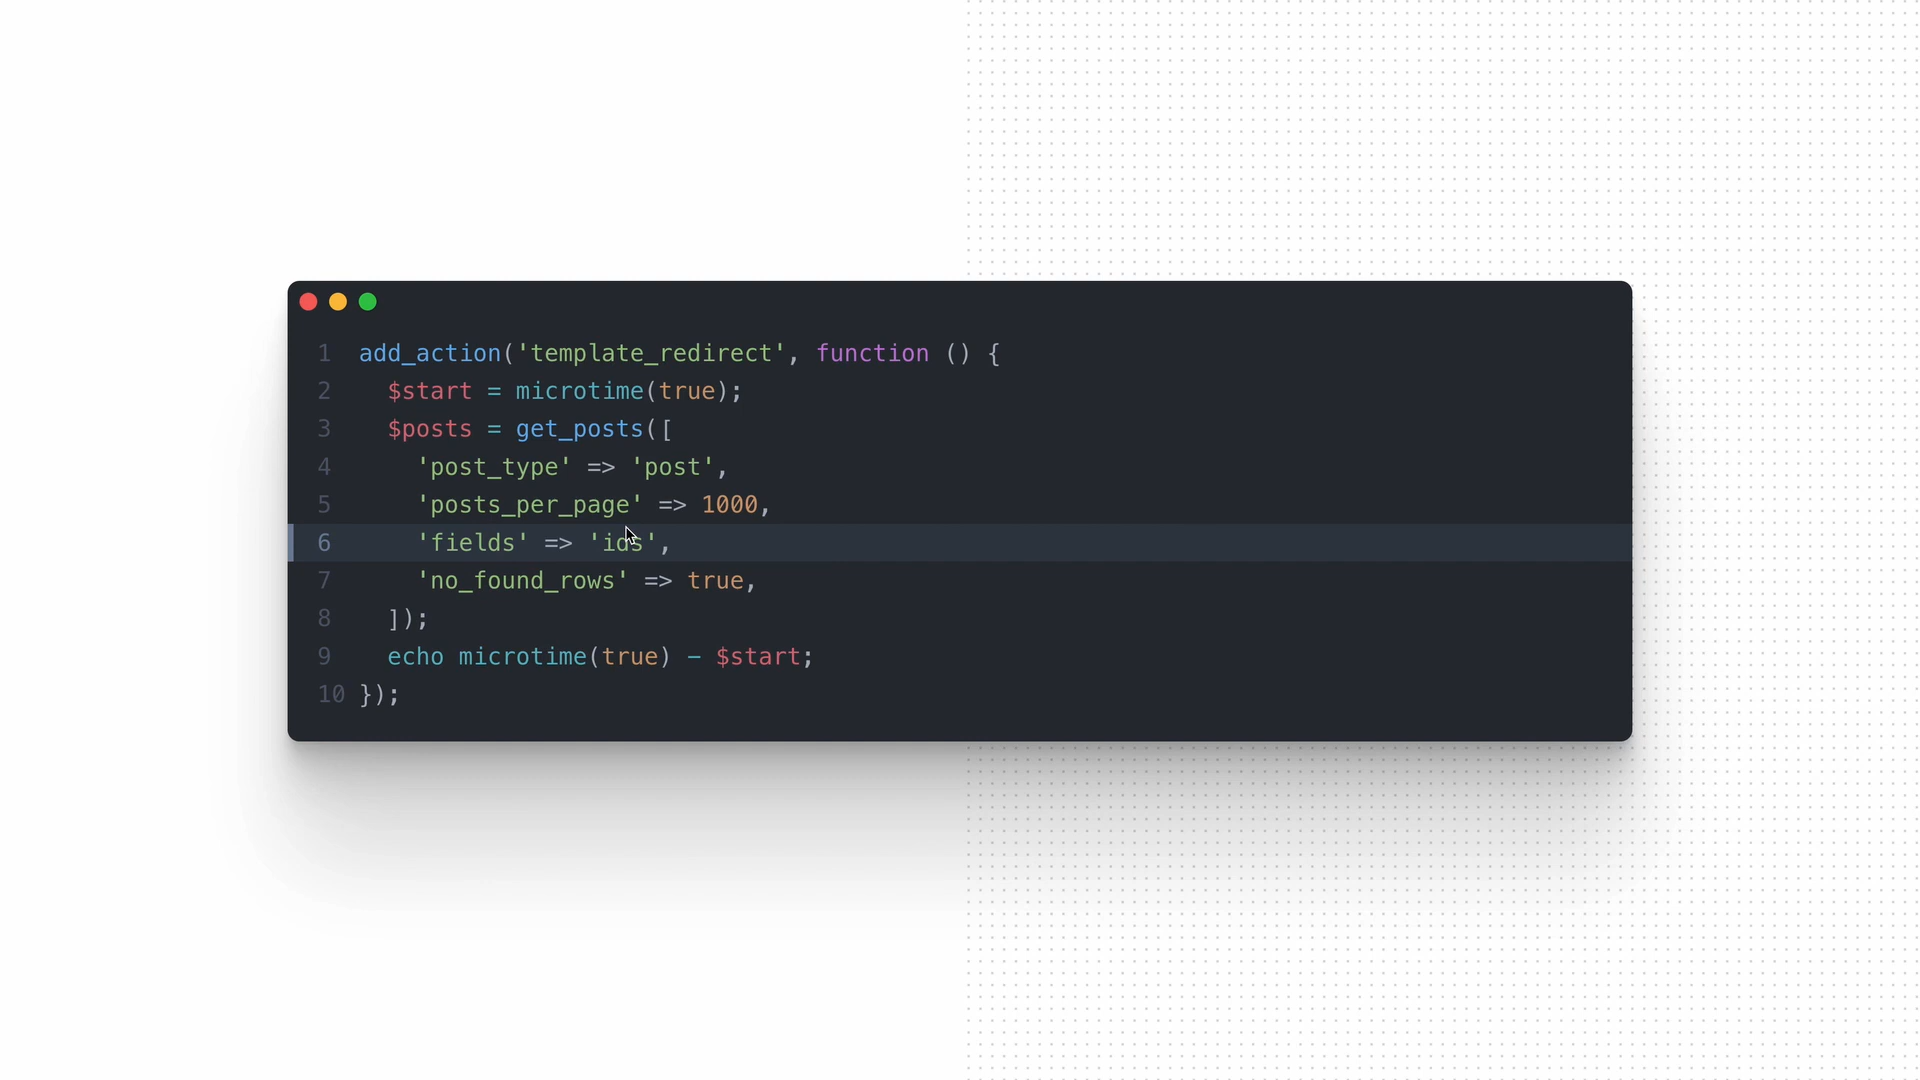 1 add_action('template_redirect', function () {
2 $start = microtime(true);
3 $posts = get_posts([
4 'post_type' => 'post',
5 'posts_per_page' => 1000,
6 'fields' => 'ids',
7 'no_found_rows' => true,
8 ]);
9 echo microtime(true) - $start;
10 });